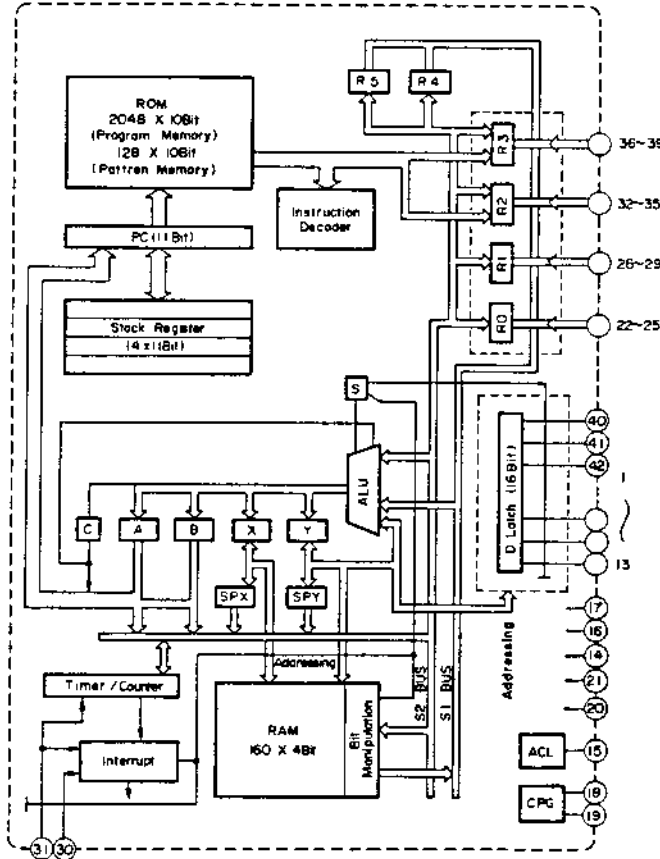 R5
R4
ROM
2048 X 10Bit
(Program Memory)
128 X 10Bit
(Pattren Memory)
R3
36~39
Instruction
Decoder
R2
32~35
PC (11Bit)
R1
26~29
Stack Register
(4 x 11Bit)
R0
22~25
S
40
41
42
D Latch (16Bit)
1
13
ALU
C
A
B
X
Y
SPX
SPY
17
16
14
21
20
Addressing
Addressing
S2 BUS
S1 BUS
Timer / Counter
RAM
160 X 4Bit
Bit
Manipulation
Interrupt
ACL
15
CPG
18
19
31
30